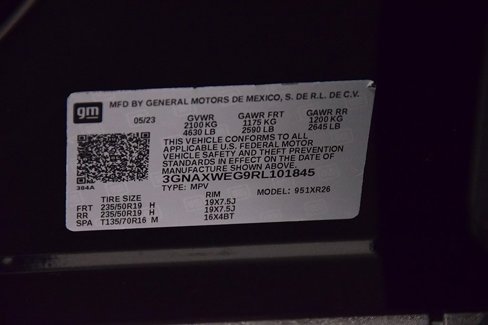 gm
MFD BY GENERAL MOTORS DE MEXICO, S. DE R.L. DE C.V.
05/23 GVWR GAWR FRT GAWR RR
2100 KG 1175 KG 1200 KG
4630 LB 2590 LB 2645 LB
THIS VEHICLE CONFORMS TO ALL
APPLICABLE U.S. FEDERAL MOTOR
VEHICLE SAFETY AND THEFT PREVENTION
STANDARDS IN EFFECT ON THE DATE OF
MANUFACTURE SHOWN ABOVE.
3GNAXWEG9RL101845
384A TYPE: MPV MODEL: 951XR26
TIRE SIZE RIM
FRT 235/50R19 H 19X7.5J
RR 235/50R19 H 19X7.5J
SPA T135/70R16 M 16X4BT